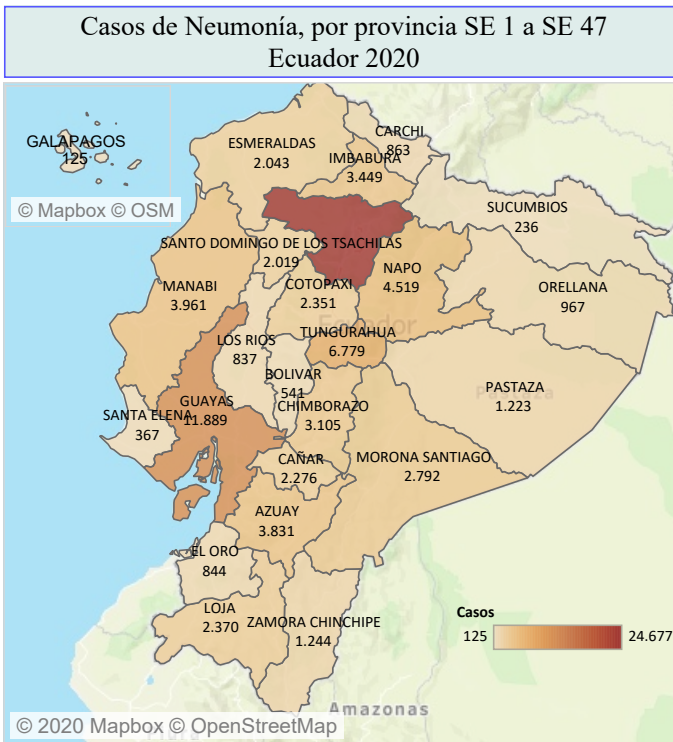 Casos de Neumonía, por provincia SE 1 a SE 47
Ecuador 2020
GALAPAGOS
125
© Mapbox © OSM
ESMERALDAS
2.043
CARCHI
863
IMBABURA
3.449
SUCUMBIOS
236
SANTO DOMINGO DE LOS TSACHILAS
2.019
NAPO
4.519
ORELLANA
967
MANABI
3.961
COTOPAXI
2.351
Ecuador
LOS RIOS
837
TUNGURAHUA
6.779
BOLIVAR
541
PASTAZA
1.223
Pastaza
GUAYAS
11.889
SANTA ELENA
367
CHIMBORAZO
3.105
CAÑAR
2.276
MORONA SANTIAGO
2.792
AZUAY
3.831
EL ORO
844
LOJA
2.370
ZAMORA CHINCHIPE
1.244
Casos
125
24.677
Amazonas
© 2020 Mapbox © OpenStreetMap